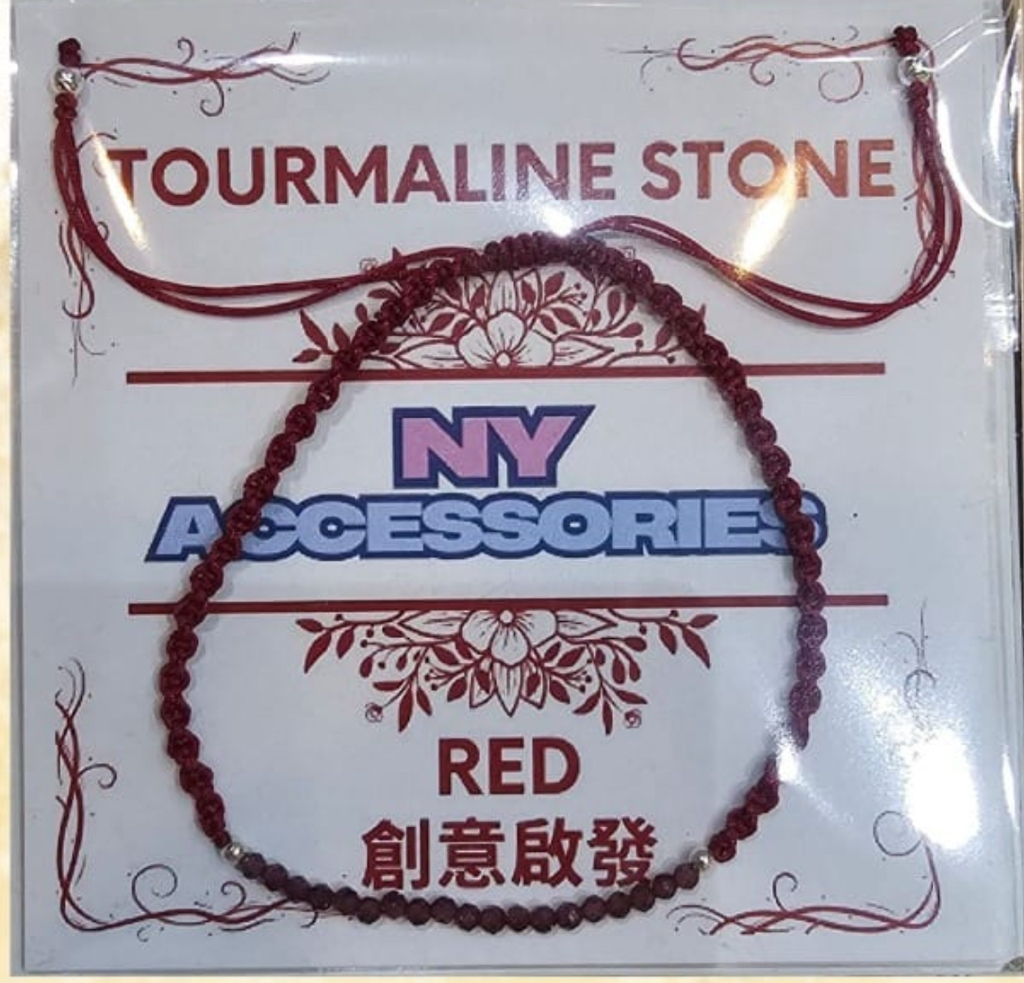 TOURMALINE STONE
NY
ACCESSORIES
RED
創意啟發